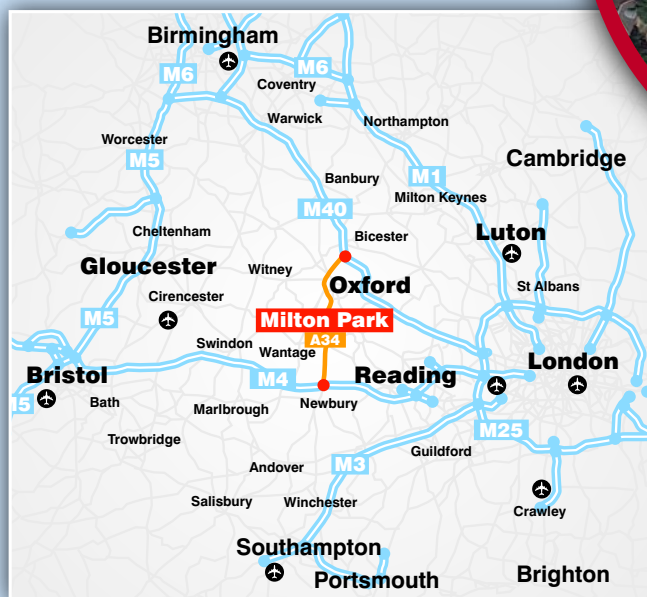 Birmingham
M6
M6
Coventry
Warwick
Northampton
Worcester
M5
Cambridge
M1
Banbury
Milton Keynes
M40
Cheltenham
Bicester
Luton
Gloucester
Witney
Oxford
St Albans
Cirencester
Milton Park
M5
A34
Swindon
Wantage
London
Bristol
M4
Reading
15
Bath
Marlbrough
Newbury
M25
Trowbridge
Guildford
Andover
M3
Salisbury
Winchester
Crawley
Southampton
Portsmouth
Brighton